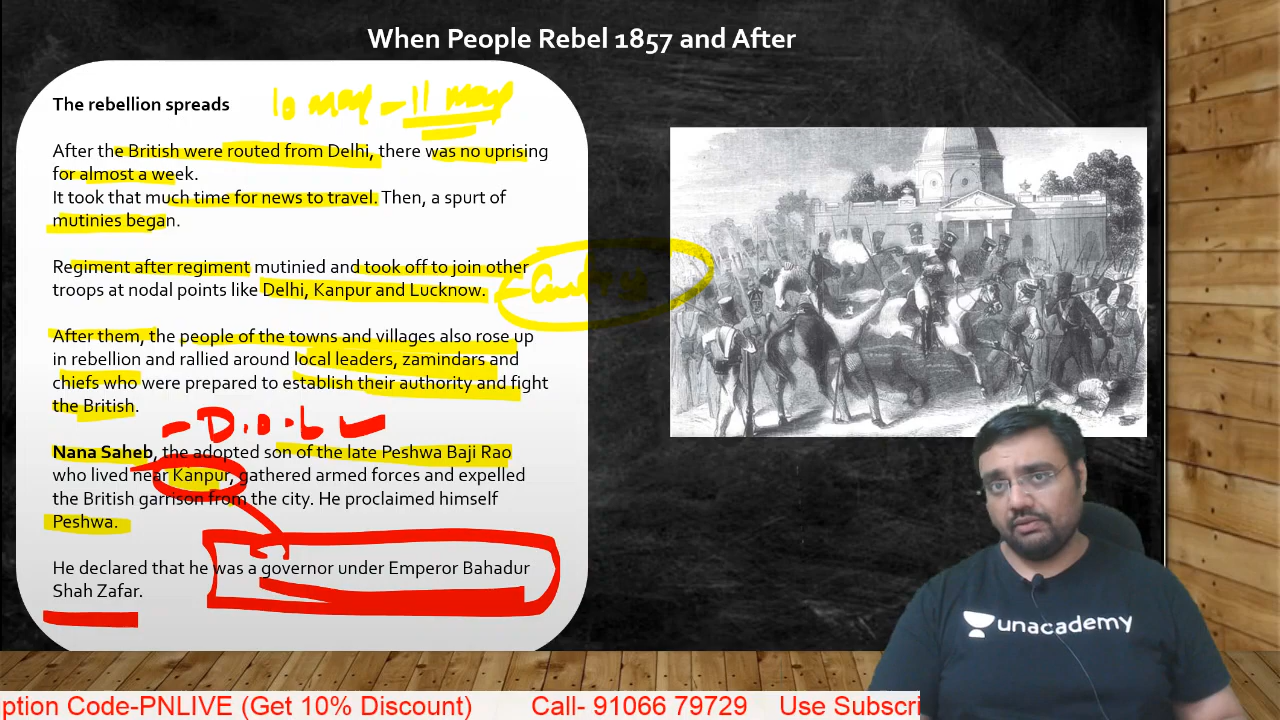 When People Rebel 1857 and After
The rebellion spreads
10 may - 11 may
After the British were routed from Delhi, there was no uprising
for almost a week.
It took that much time for news to travel. Then, a spurt of
mutinies began.
Regiment after regiment mutinied and took off to join other
troops at nodal points like Delhi, Kanpur and Lucknow.
After them, the people of the towns and villages also rose up
in rebellion and rallied around local leaders, zamindars and
chiefs who were prepared to establish their authority and fight
the British.
- D.O.L
Nana Saheb, the adopted son of the late Peshwa Baji Rao
who lived near Kanpur, gathered armed forces and expelled
the British garrison from the city. He proclaimed himself
Peshwa.
He declared that he was a governor under Emperor Bahadur
Shah Zafar.
unacademy
ption Code-PNLIVE (Get 10% Discount) Call- 91066 79729 Use Subscri